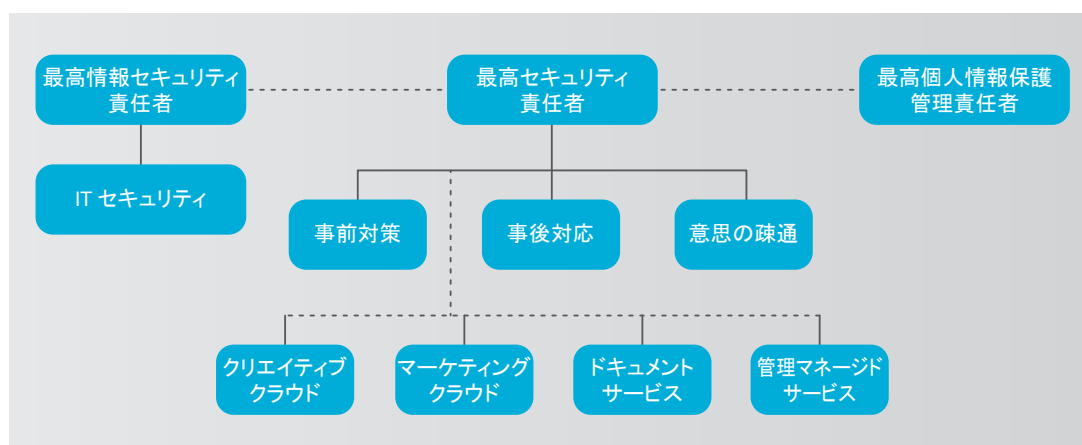 最高情報セキュリティ
責任者
最高セキュリティ
責任者
最高個人情報保護
管理責任者
IT セキュリティ
事前対策
事後対応
意思の疎通
クリエイティブ
クラウド
マーケティング
クラウド
ドキュメント
サービス
管理マネージド
サービス